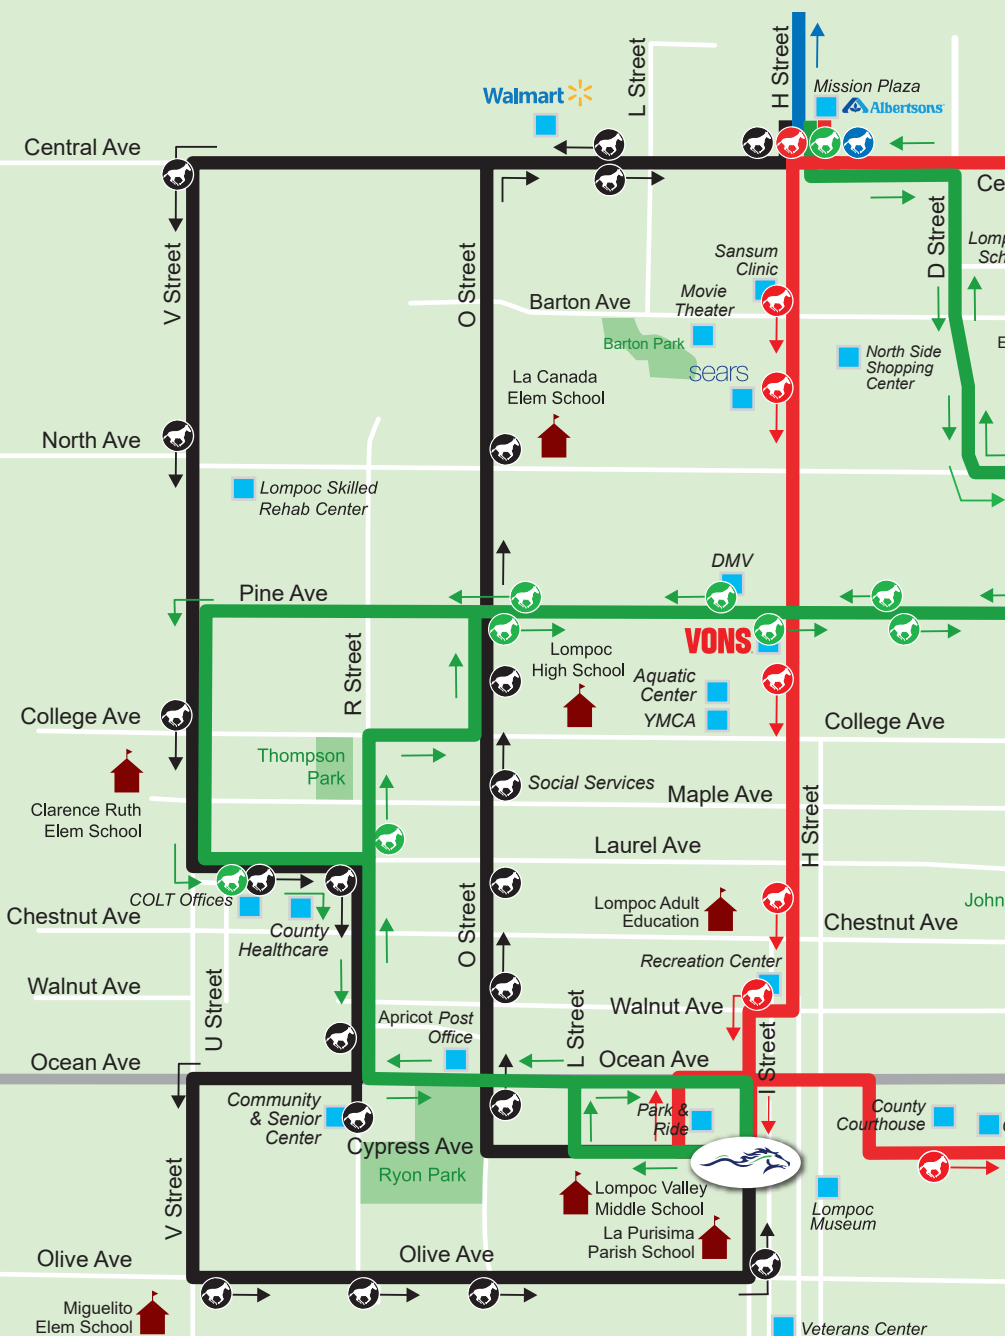 L Street
H Street
Walmart
Mission Plaza
Albertsons
Central Ave
Ce
V Street
O Street
D Street
Sansum
Clinic
Lomp
Sch
Movie
Theater
Barton Ave
Barton Park
E
sears
North Side
Shopping
Center
La Canada
Elem School
North Ave
Lompoc Skilled
Rehab Center
DMV
Pine Ave
VONS
R Street
Lompoc
High School
Aquatic
Center
YMCA
College Ave
College Ave
Thompson
Park
Social Services
Maple Ave
H Street
Clarence Ruth
Elem School
Laurel Ave
COLT Offices
Chestnut Ave
County
Healthcare
O Street
Lompoc Adult
Education
John
Chestnut Ave
Recreation Center
Walnut Ave
Walnut Ave
U Street
L Street
I Street
Apricot Post
Office
Ocean Ave
Ocean Ave
Community
& Senior
Center
Park &
Ride
County
Courthouse
Cypress Ave
Ryon Park
V Street
Lompoc Valley
Middle School
Lompoc
Museum
La Purisima
Parish School
Olive Ave
Olive Ave
Miguelito
Elem School
Veterans Center